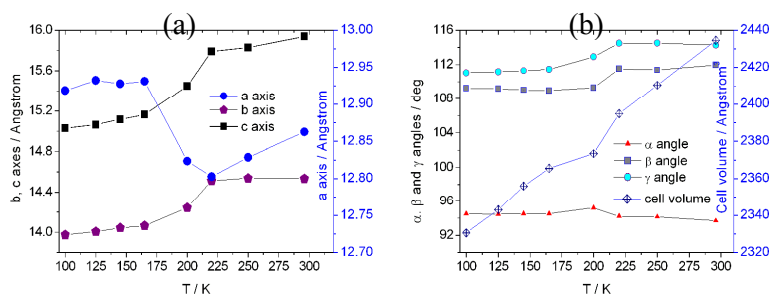 (a)
16.0
15.6
15.2
14.8
14.4
14.0
b, c axes / Angstrom
13.00
12.95
12.90
12.85
12.80
12.75
12.70
a axis / Angstrom
a axis
b axis
c axis
100 125 150 175 200 225 250 275 300
T / K
(b)
116
112
108
104
100
96
92
α. β and γ angles / deg
2440
2420
2400
2380
2360
2340
2320
Cell volume / Angstrom
α angle
β angle
γ angle
cell volume
100 125 150 175 200 225 250 275 300
T / K